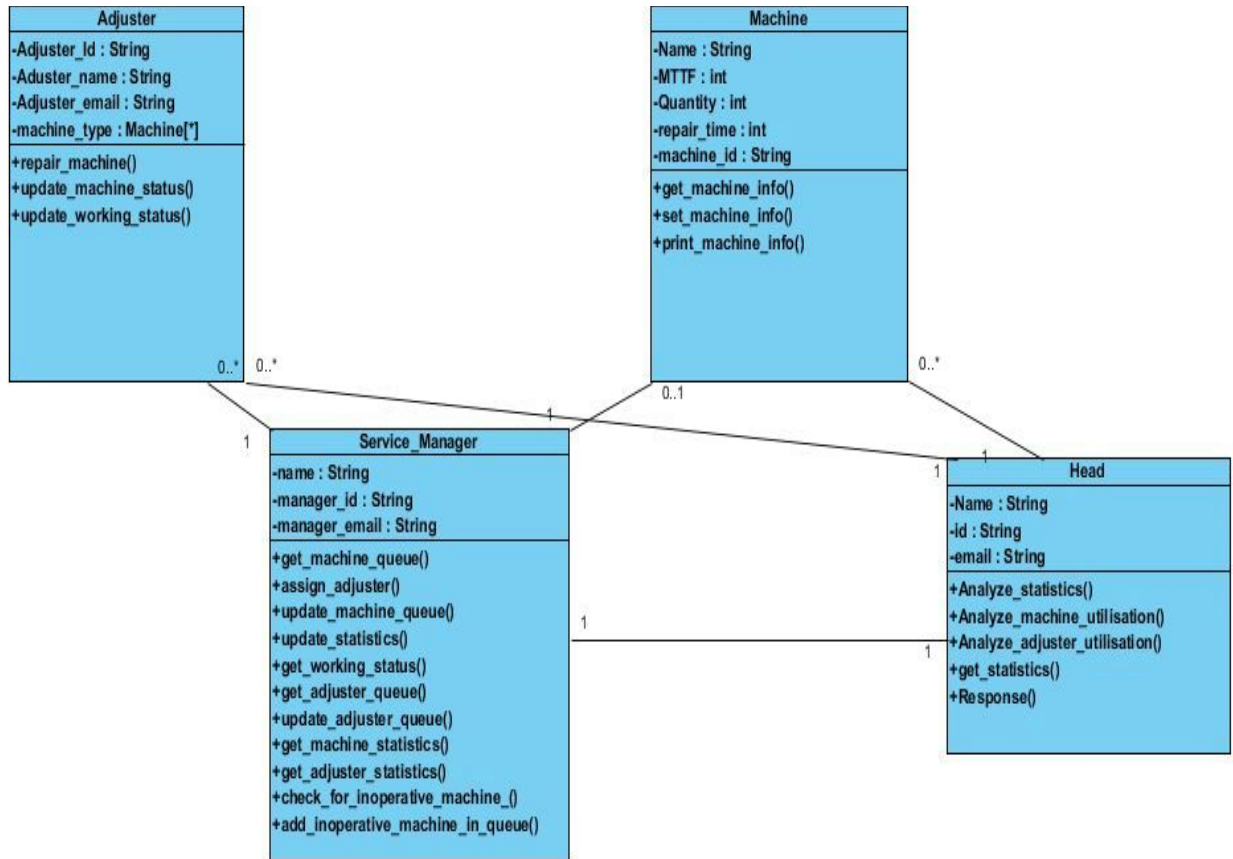 Adjuster
-Adjuster_Id : String
-Aduster_name : String
-Adjuster_email : String
-machine_type : Machine[*]
+repair_machine()
+update_machine_status()
+update_working_status()
0..*
0..*
Machine
-Name : String
-MTTF : int
-Quantity : int
-repair_time : int
-machine_id : String
+get_machine_info()
+set_machine_info()
+print_machine_info()
0..1
0..*
1
1
Service_Manager
-name : String
-manager_id : String
-manager_email : String
+get_machine_queue()
+assign_adjuster()
+update_machine_queue()
+update_statistics()
+get_working_status()
+get_adjuster_queue()
+update_adjuster_queue()
+get_machine_statistics()
+get_adjuster_statistics()
+check_for_inoperative_machine_()
+add_inoperative_machine_in_queue()
1
1
1
1
Head
-Name : String
-id : String
-email : String
+Analyze_statistics()
+Analyze_machine_utilisation()
+Analyze_adjuster_utilisation()
+get_statistics()
+Response()